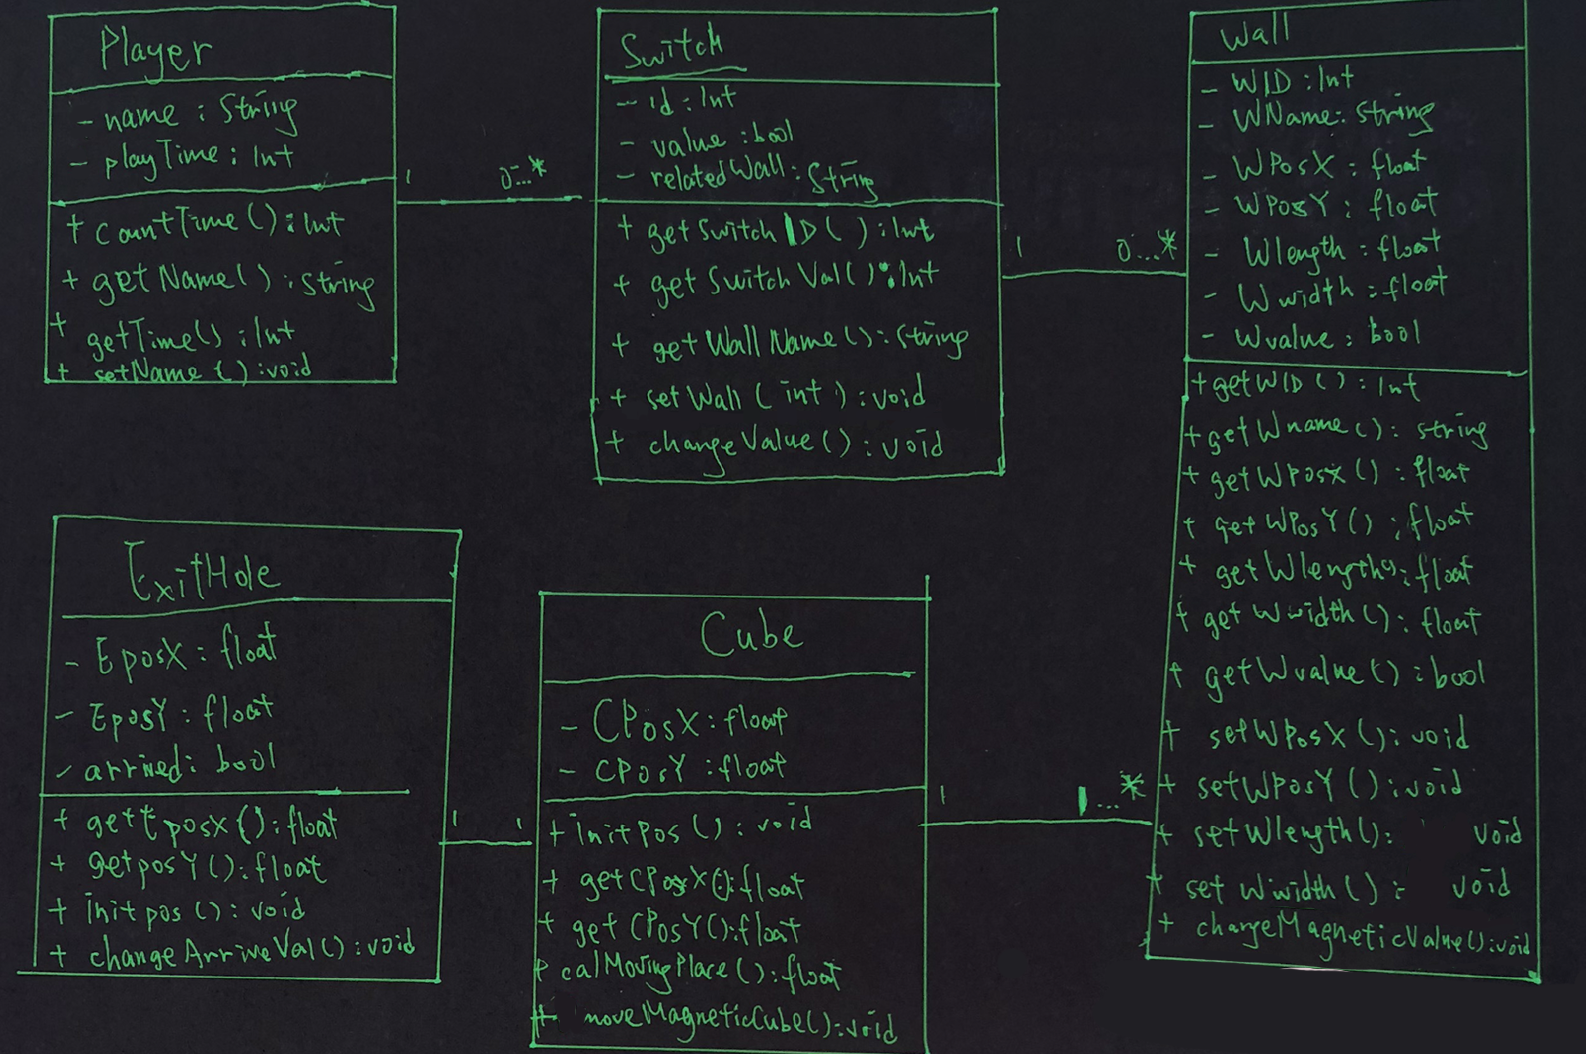 Player
- name : String
- playTime : Int
+ countTime ( ) : Int
+ getName ( ) : String
+ getTime ( ) : Int
+ setName ( ) : void
1
0...*
Switch
- id : Int
- value : bool
- relatedWall : String
+ getSwitchID ( ) : Int
+ getSwitchVal ( ) : Int
+ getWallName ( ) : String
+ setWall ( int ) : void
+ changeValue ( ) : void
1
0...*
Wall
- WID : Int
- WName : String
- WPosX : float
- WPosY : float
- Wlength : float
- Wwidth : float
- Wvalue : bool
+ getWID ( ) : Int
+ getWname ( ) : string
+ getWPosX ( ) : float
+ getWPosY ( ) : float
+ getWlength() : float
+ getWwidth ( ) : float
+ getWvalue ( ) : bool
+ setWPosX ( ) : void
+ setWPosY ( ) : void
+ setWlength ( ) : void
+ setWwidth ( ) : void
+ changeMagneticValue ( ) : void
ExitHole
- EposX : float
- EposY : float
- arrived : bool
+ getEposX ( ) : float
+ getposY ( ) : float
+ initpos ( ) : void
+ changeArriveVal ( ) : void
1
1
Cube
- CPosX : float
- CPosY : float
+ initPos ( ) : void
+ getCPosX ( ) : float
+ getCPosY ( ) : float
+ calMovingPlace ( ) : float
+ moveMagneticCube ( ) : void
1
1...*